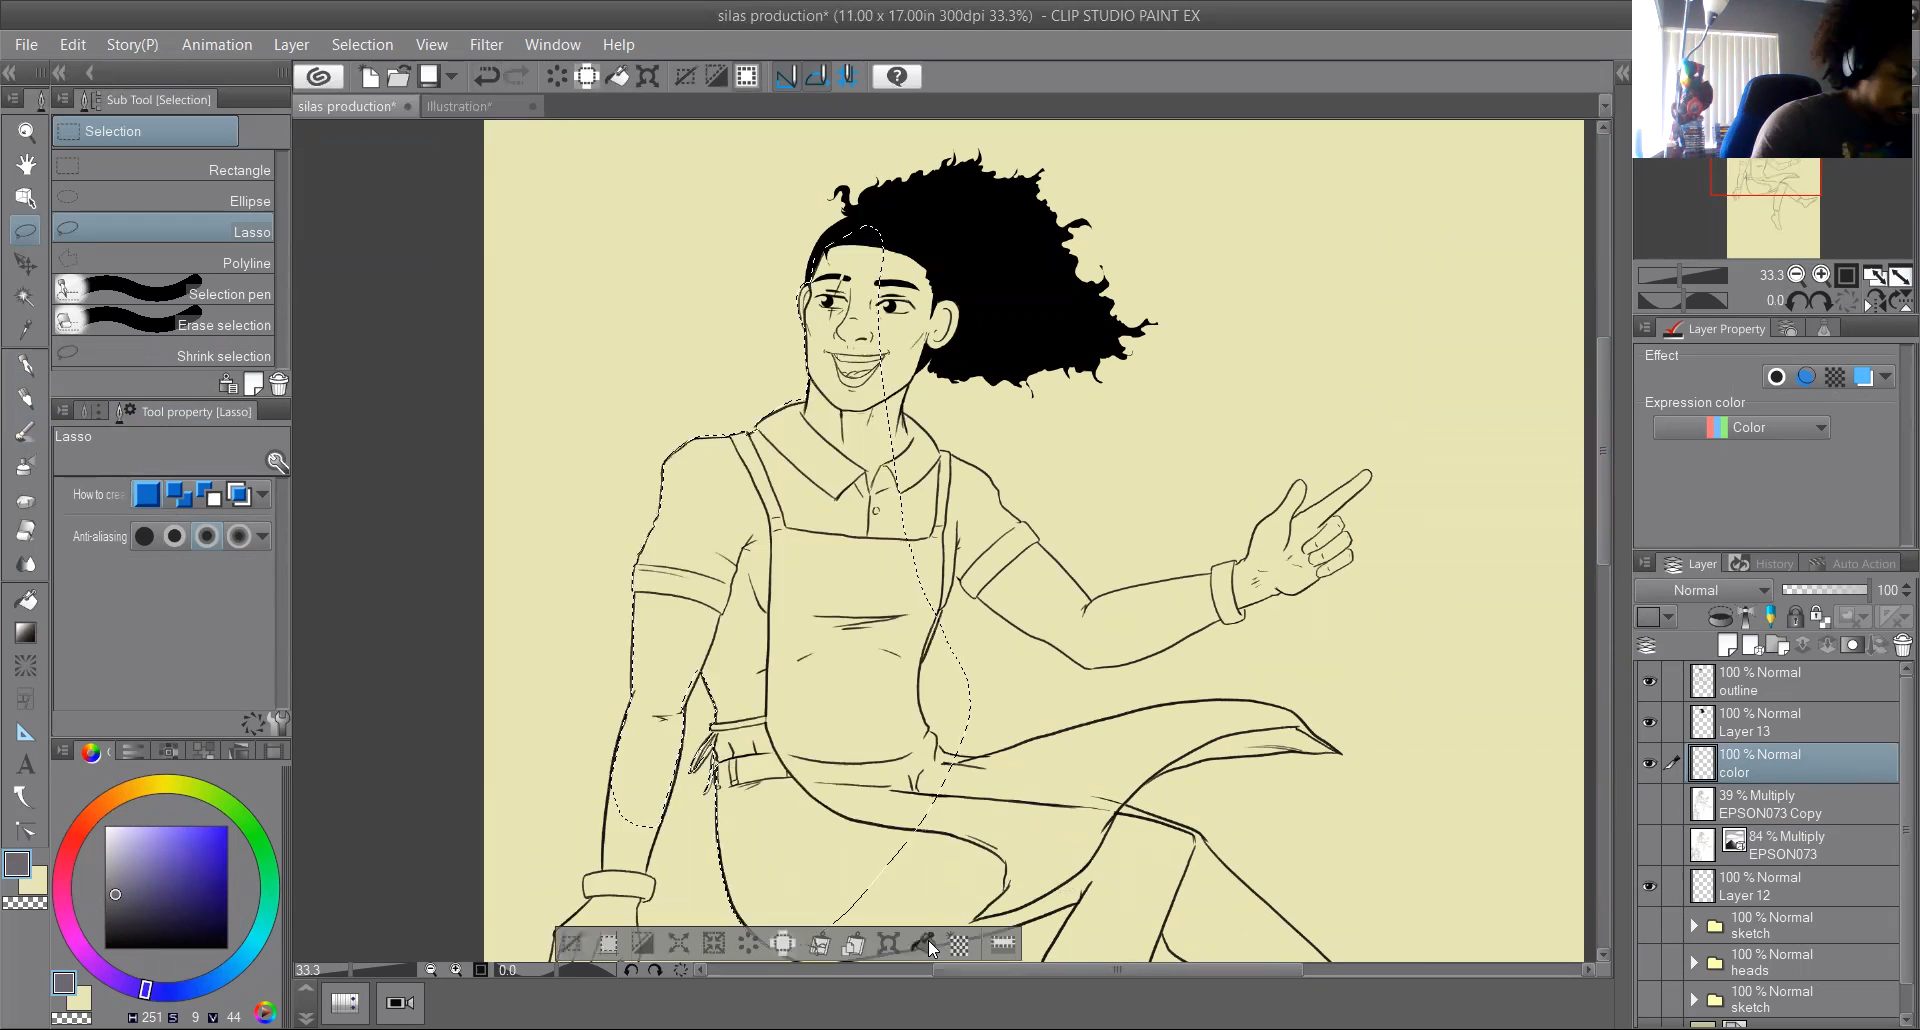 silas production* (11.00 x 17.00in 300dpi 33.3%) - CLIP STUDIO PAINT EX
File Edit Story(P) Animation Layer Selection View Filter Window Help
Sub Tool [Selection]
silas production*
Illustration*
Selection
Rectangle
Ellipse
Lasso
Polyline
Selection pen
Erase selection
Shrink selection
Tool property [Lasso]
Lasso
How to crea
Anti-aliasing
H 251 S 9 V 44
33.3
0.0
33.3
0.0
Layer Property
Effect
Expression color
Color
Layer History Auto Action
Normal 100
100 % Normal
outline
100 % Normal
Layer 13
100 % Normal
color
39 % Multiply
EPSON073 Copy
84 % Multiply
EPSON073
100 % Normal
Layer 12
100 % Normal
sketch
100 % Normal
heads
100 % Normal
sketch